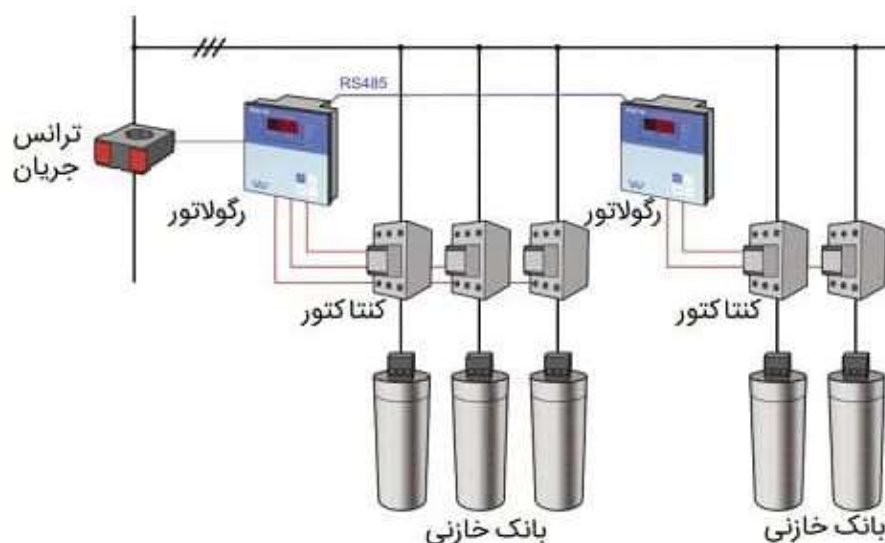 RS485
ترانس
جریان
رگولاتور
رگولاتور
کنتاکتور
کنتاکتور
بانک خازنی
بانک خازنی